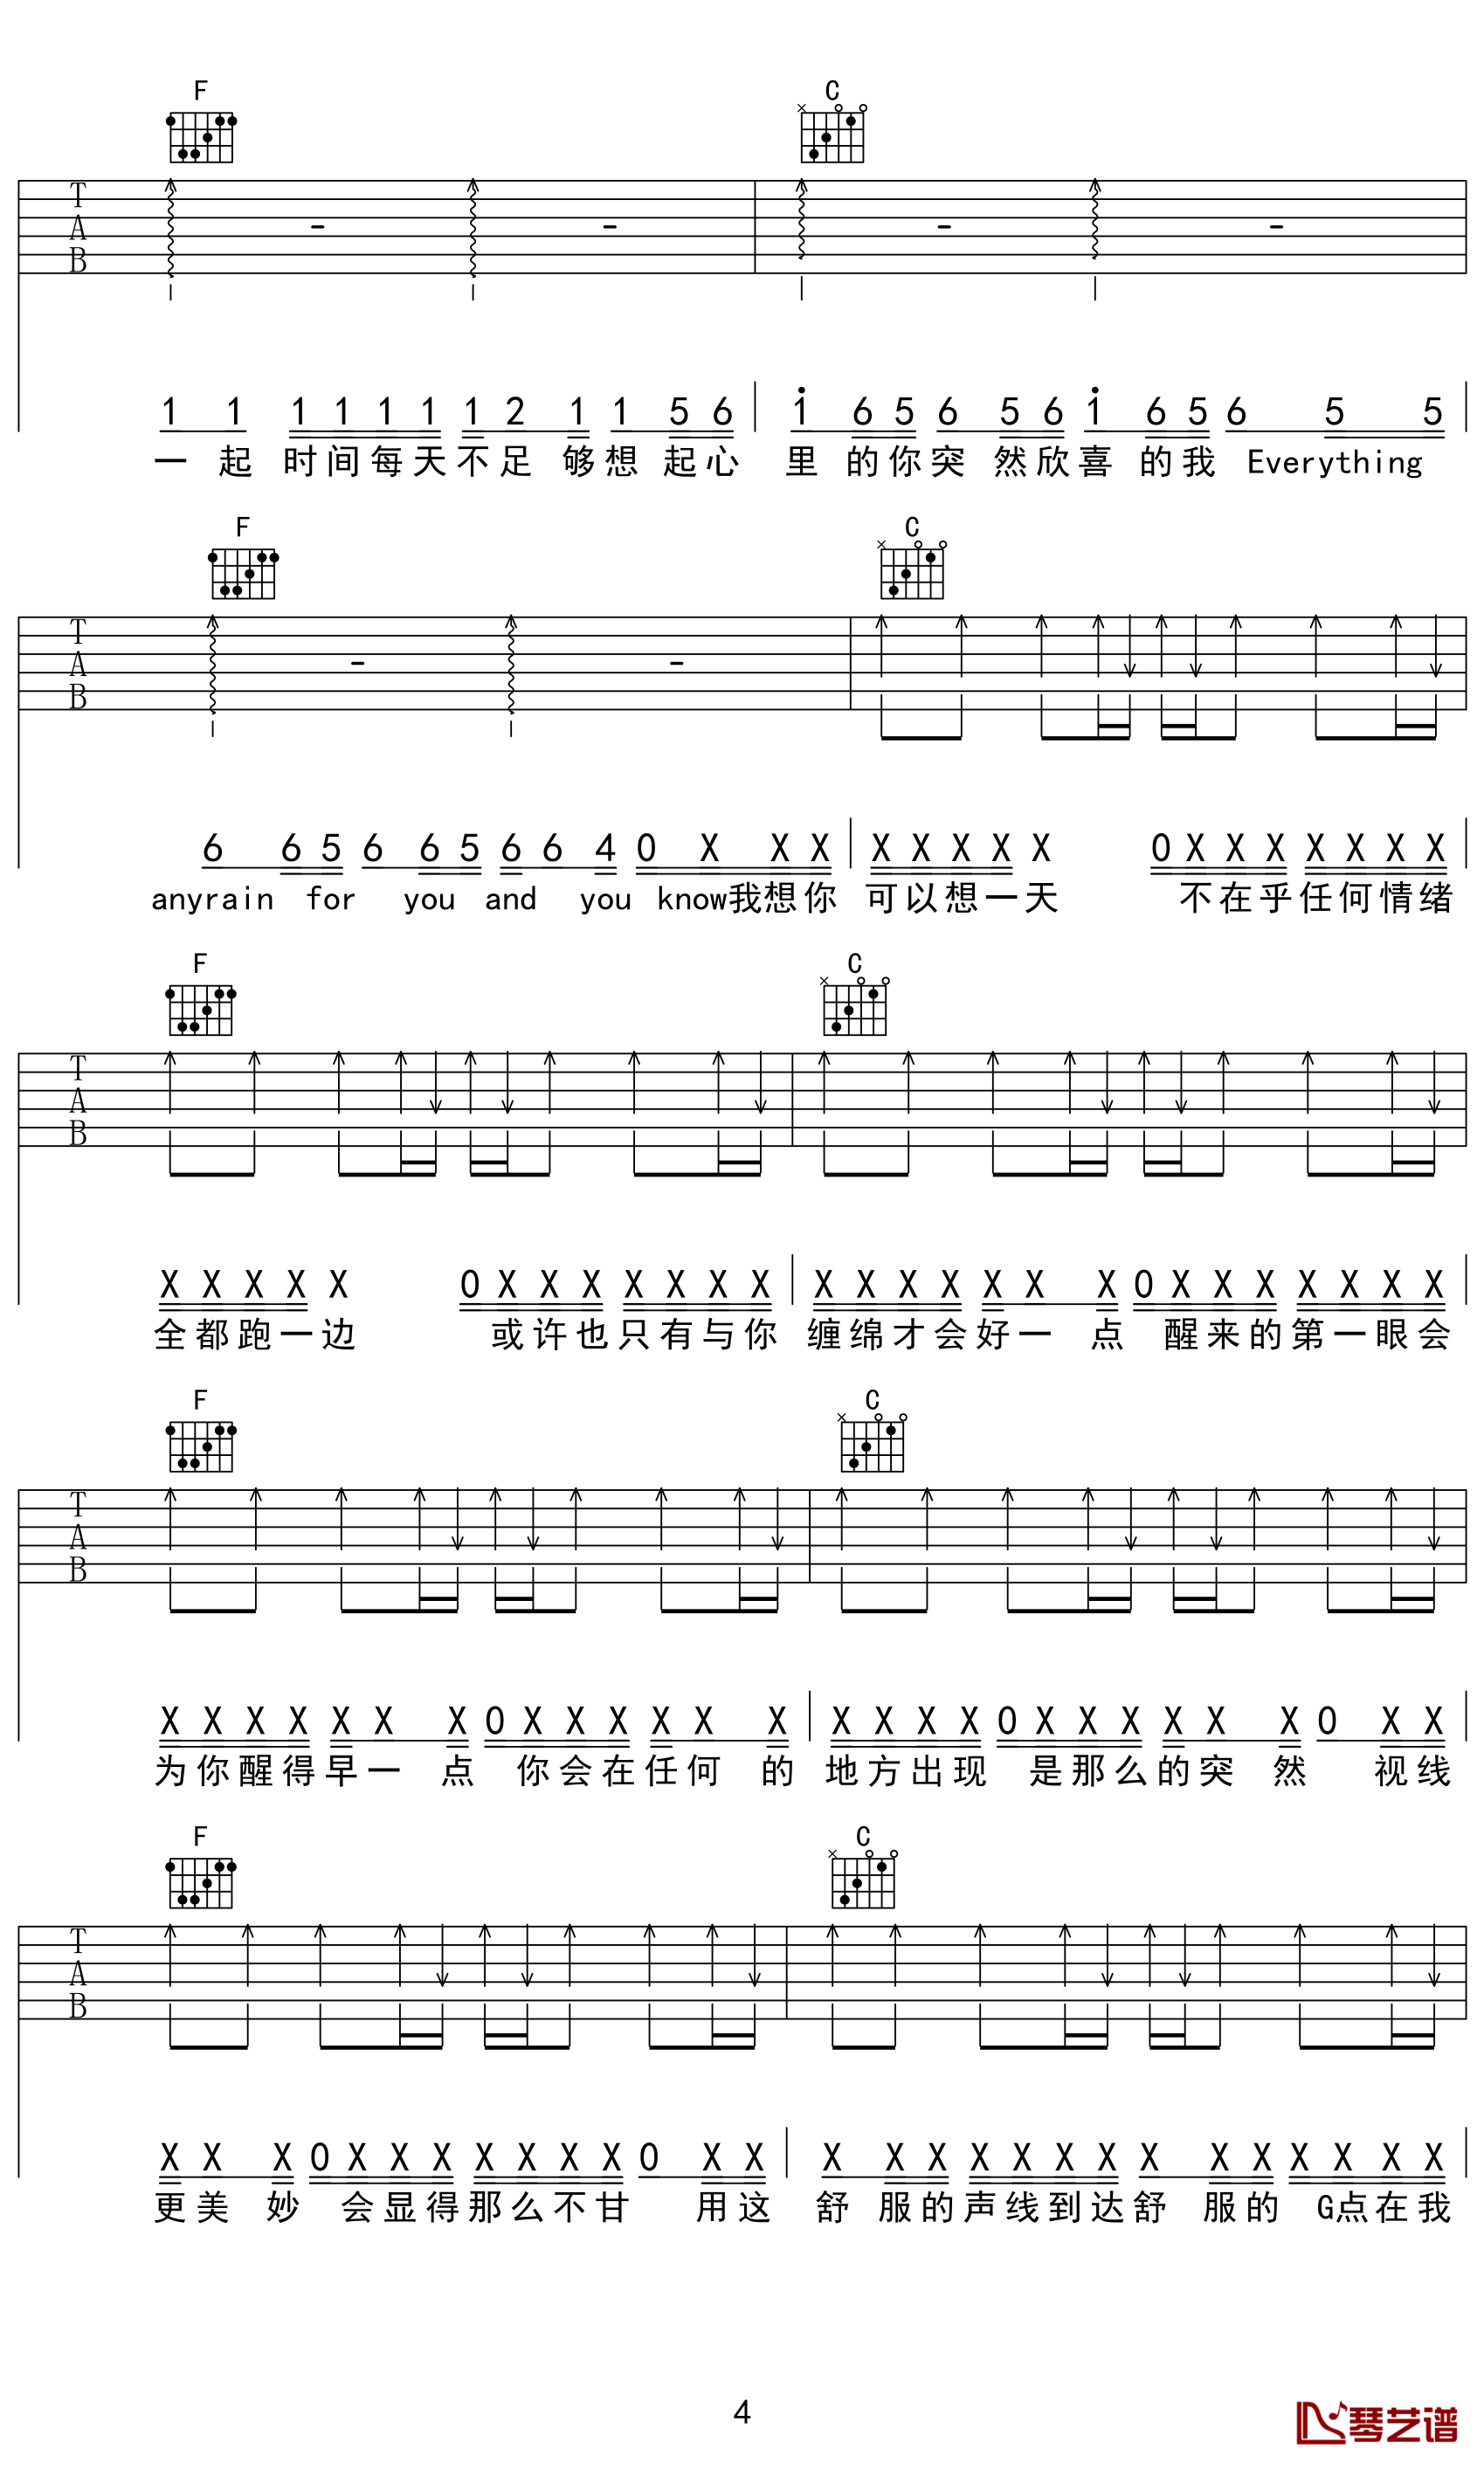 F C
T
A
B
1 1 1 1 1 1 1 2 1 1 5 6 1 6 5 6 5 6 1 6 5 6 5 5
一 起 时间每天不足 够想 起心 里 的你突 然欣喜 的我 Everything
F C
T
A
B
6 6 5 6 6 5 6 6 4 0 X X X X X X X X 0 X X X X X X X
anyrain for you and you know我想你 可以想一天 不在乎任何情绪
F C
T
A
B
X X X X X 0 X X X X X X X X X X X X X X 0 X X X X X X X
全都跑一边 或许也只有与你 缠绵才会好一 点 醒来的第一眼会
F C
T
A
B
X X X X X X X 0 X X X X X X X X X X 0 X X X X X X 0 X X
为你醒得早一 点 你会在任何 的 地方出现 是那么的突 然 视线
F C
T
A
B
X X X 0 X X X X X X X 0 X X X X X X X X X X X X X X X X
更美 妙 会显得那么不甘 用这 舒 服的声线到达舒 服的 G点在我
4
琴艺谱